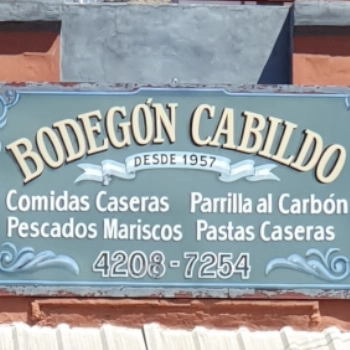 BODEGÓN CABILDO
DESDE 1957
Comidas Caseras Parrilla al Carbón
Pescados Mariscos Pastas Caseras
4208-7254